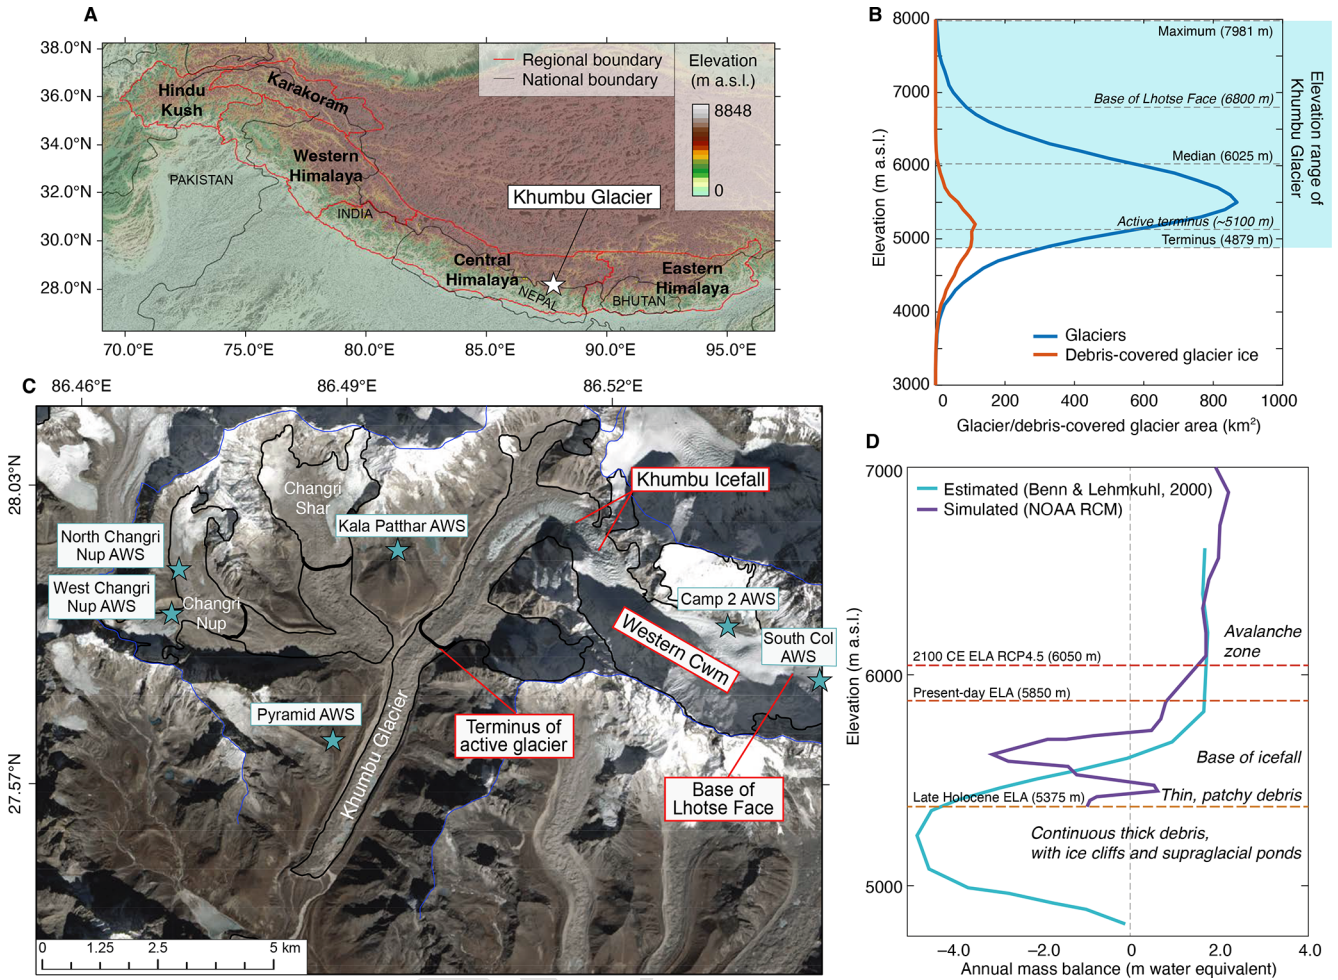 A
38.0°N
36.0°N
34.0°N
32.0°N
30.0°N
28.0°N
70.0°E
75.0°E
80.0°E
85.0°E
90.0°E
95.0°E
Regional boundary
National boundary
Elevation
(m a.s.l.)
8848
0
Hindu
Kush
Karakoram
Western
Himalaya
PAKISTAN
INDIA
Khumbu Glacier
Central
Himalaya
NEPAL
Eastern
Himalaya
BHUTAN
B
8000
7000
6000
5000
4000
3000
Elevation (m a.s.l.)
Maximum (7981 m)
Base of Lhotse Face (6800 m)
Median (6025 m)
Active terminus (~5100 m)
Terminus (4879 m)
Elevation range of
Khumbu Glacier
Glaciers
Debris-covered glacier ice
0
200
400
600
800
1000
Glacier/debris-covered glacier area (km²)
C
86.46°E
86.49°E
86.52°E
28.03°N
27.57°N
Changri
Shar
Khumbu Icefall
Kala Patthar AWS
North Changri
Nup AWS
West Changri
Nup AWS
Changri
Nup
Camp 2 AWS
South Col
AWS
Western Cwm
Pyramid AWS
Khumbu Glacier
Terminus of
active glacier
Base of
Lhotse Face
0
1.25
2.5
5 km
D
7000
6000
5000
Elevation (m a.s.l.)
Estimated (Benn & Lehmkuhl, 2000)
Simulated (NOAA RCM)
Avalanche
zone
2100 CE ELA RCP4.5 (6050 m)
Present-day ELA (5850 m)
Base of icefall
Late Holocene ELA (5375 m)
Thin, patchy debris
Continuous thick debris,
with ice cliffs and supraglacial ponds
−4.0
-2.0
0
2.0
4.0
Annual mass balance (m water equivalent)